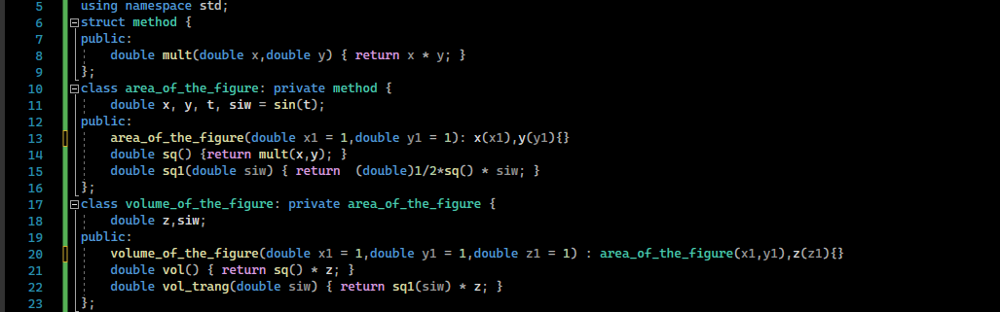 5 using namespace std;
6 struct method {
7 public:
8 double mult(double x,double y) { return x * y; }
9 };
10 class area_of_the_figure: private method {
11 double x, y, t, siw = sin(t);
12 public:
13 area_of_the_figure(double x1 = 1,double y1 = 1): x(x1),y(y1){}
14 double sq() {return mult(x,y); }
15 double sq1(double siw) { return  (double)1/2*sq() * siw; }
16 };
17 class volume_of_the_figure: private area_of_the_figure {
18 double z,siw;
19 public:
20 volume_of_the_figure(double x1 = 1,double y1 = 1,double z1 = 1) : area_of_the_figure(x1,y1),z(z1){}
21 double vol() { return sq() * z; }
22 double vol_trang(double siw) { return sq1(siw) * z; }
23 };